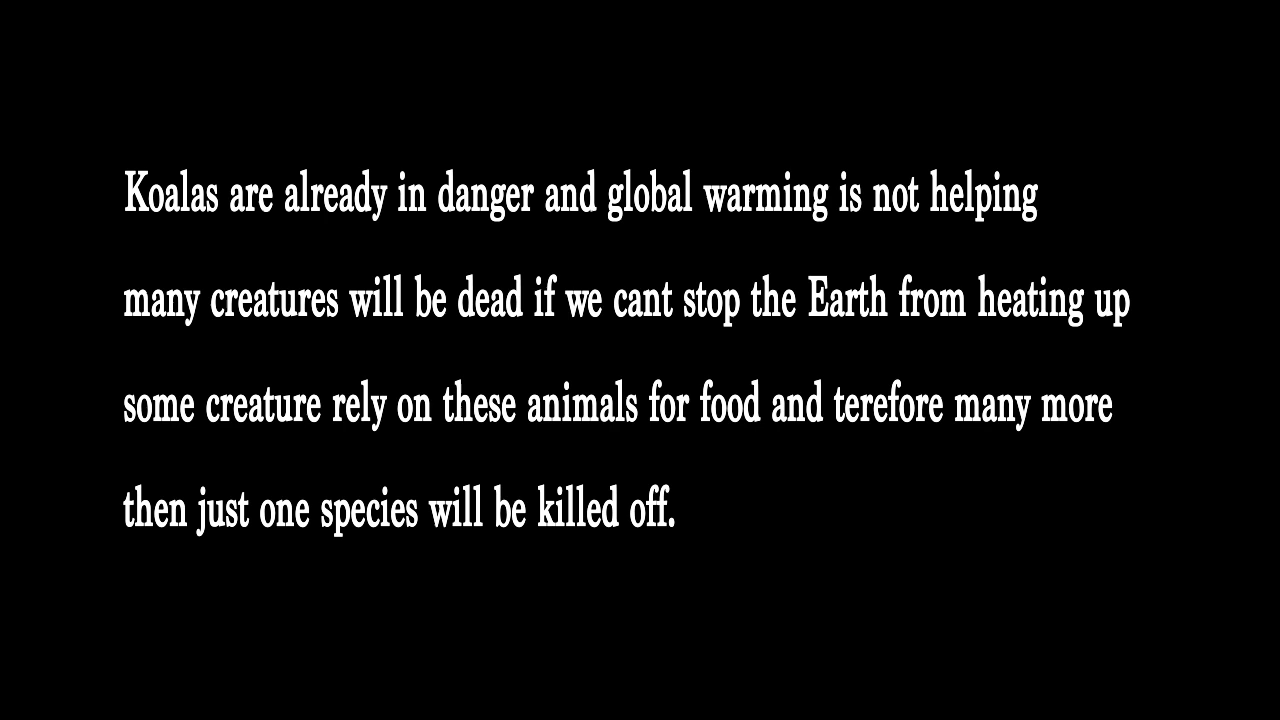 Koalas are already in danger and global warming is not helping
many creatures will be dead if we cant stop the Earth from heating up
some creature rely on these animals for food and terefore many more
then just one species will be killed off.